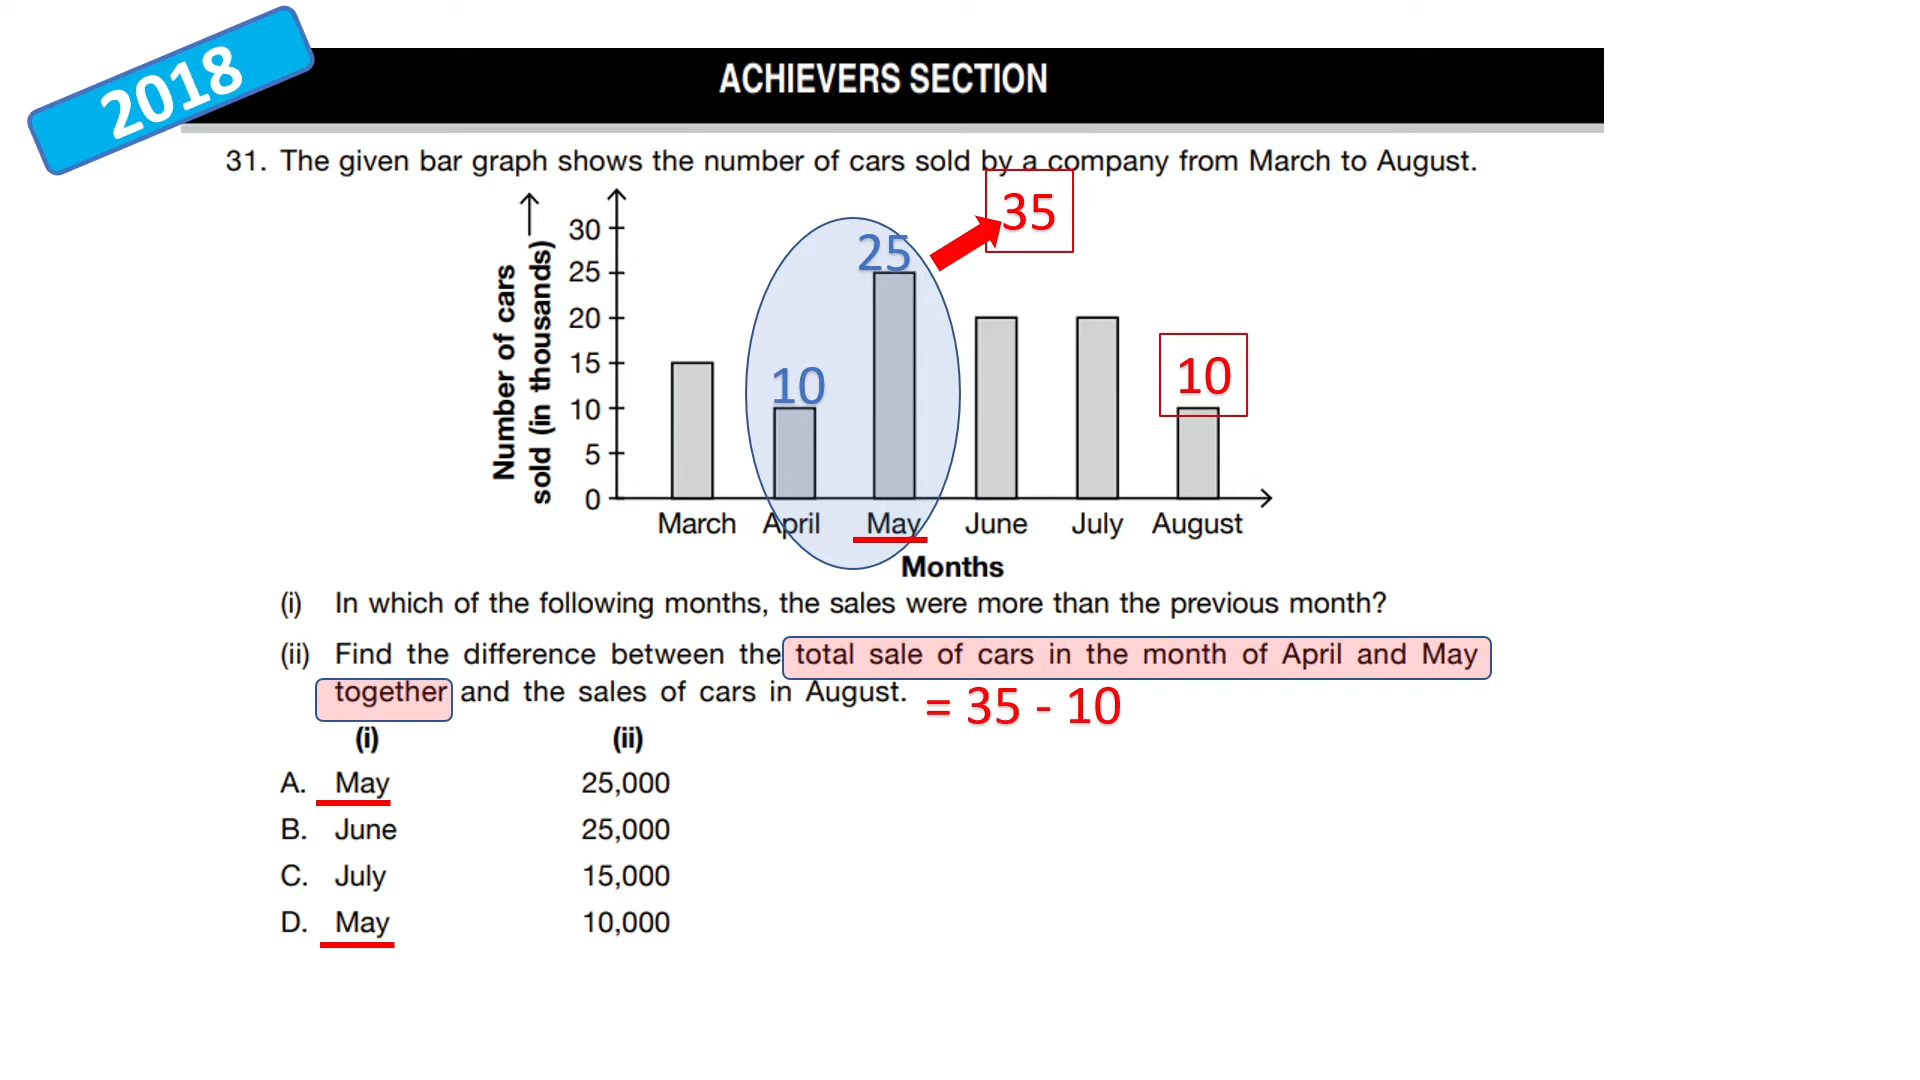 2018
ACHIEVERS SECTION
31. The given bar graph shows the number of cars sold by a company from March to August.
Number of cars
sold (in thousands)
30
25
20
15
10
5
0
10
25
35
10
March April May June July August
Months
(i) In which of the following months, the sales were more than the previous month?
(ii) Find the difference between the total sale of cars in the month of April and May
together and the sales of cars in August.
= 35 - 10
(i) (ii)
A. May 25,000
B. June 25,000
C. July 15,000
D. May 10,000